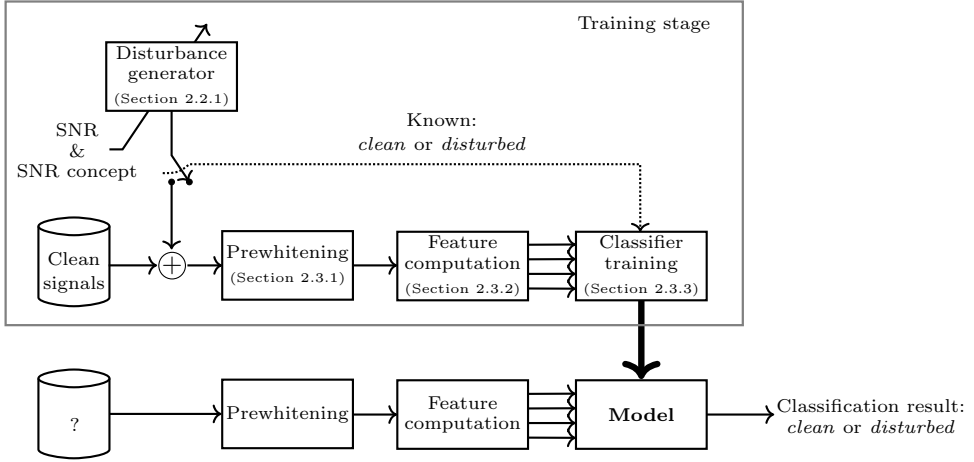 Training stage
Disturbance
generator
(Section 2.2.1)
SNR
&
SNR concept
Known:
clean or disturbed
Clean
signals
+
Prewhitening
(Section 2.3.1)
Feature
computation
(Section 2.3.2)
Classifier
training
(Section 2.3.3)
?
Prewhitening
Feature
computation
Model
Classification result:
clean or disturbed